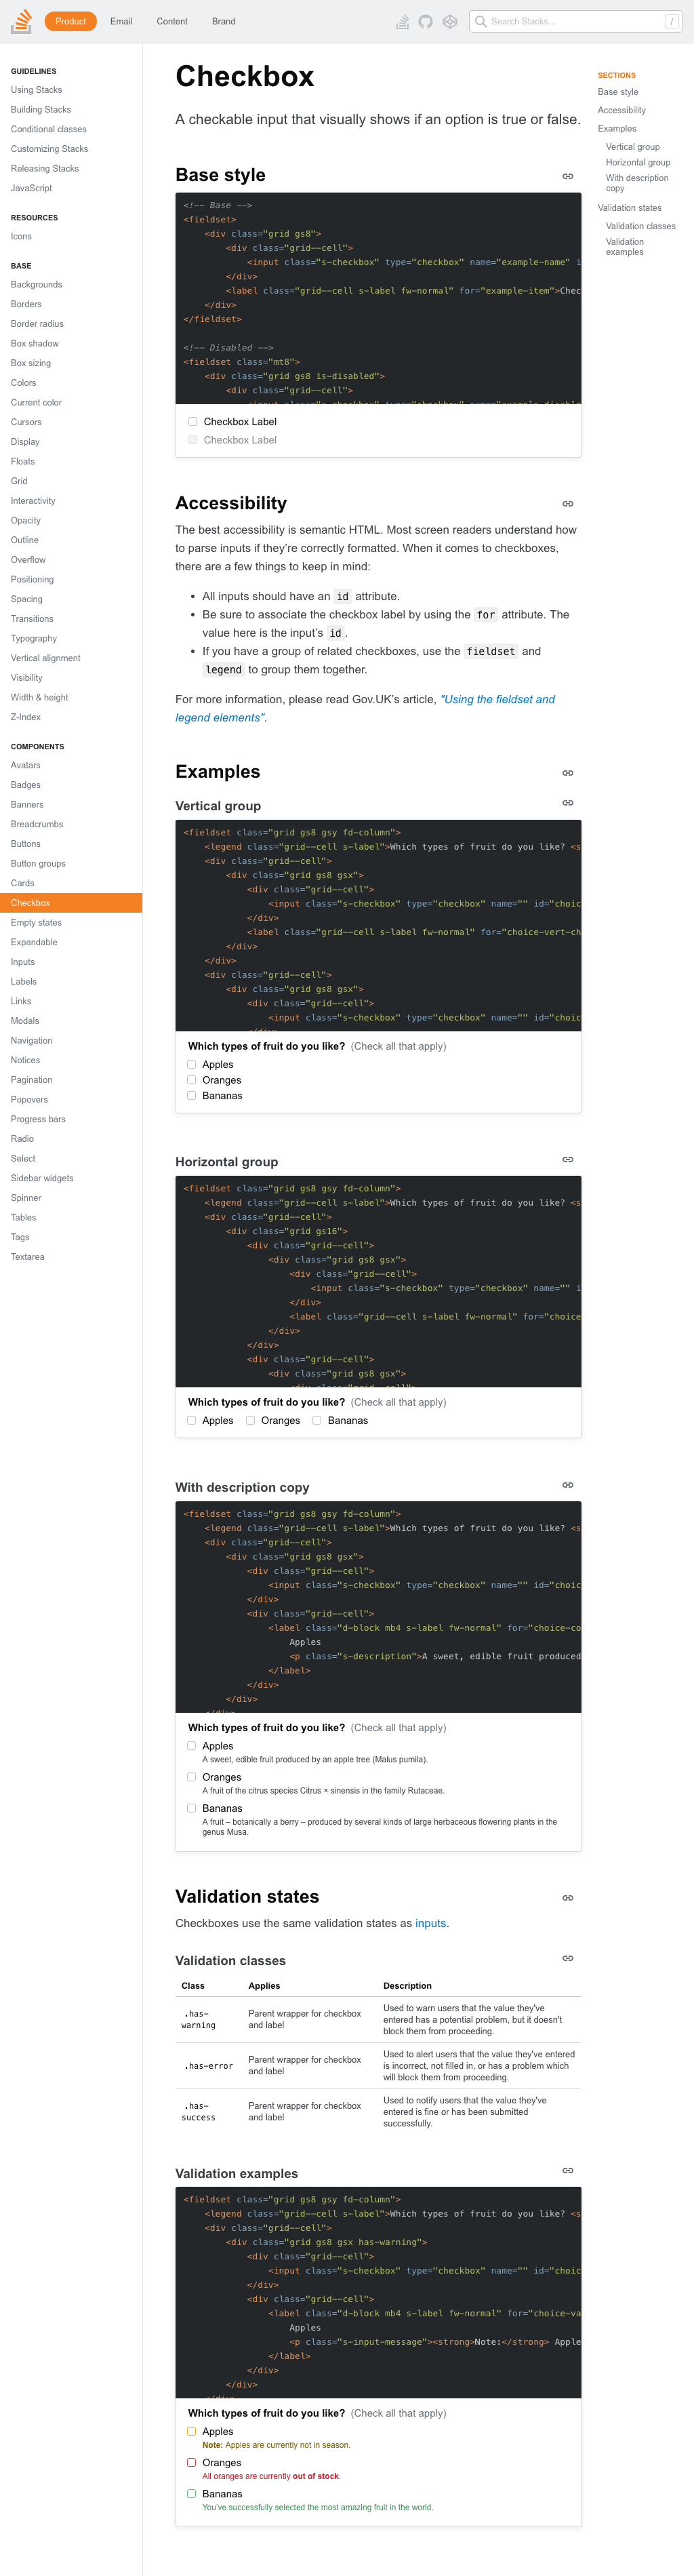 Product Email Content Brand
Search Stacks…
/
GUIDELINES
Using Stacks
Building Stacks
Conditional classes
Customizing Stacks
Releasing Stacks
JavaScript
RESOURCES
Icons
BASE
Backgrounds
Borders
Border radius
Box shadow
Box sizing
Colors
Current color
Cursors
Display
Floats
Grid
Interactivity
Opacity
Outline
Overflow
Positioning
Spacing
Transitions
Typography
Vertical alignment
Visibility
Width & height
Z-Index
COMPONENTS
Avatars
Badges
Banners
Breadcrumbs
Buttons
Button groups
Cards
Checkbox
Empty states
Expandable
Inputs
Labels
Links
Modals
Navigation
Notices
Pagination
Popovers
Progress bars
Radio
Select
Sidebar widgets
Spinner
Tables
Tags
Textarea
Checkbox
A checkable input that visually shows if an option is true or false.
Base style
<!-- Base -->
<fieldset>
<div class="grid gs8">
<div class="grid--cell">
<input class="s-checkbox" type="checkbox" name="example-name" i
</div>
<label class="grid--cell s-label fw-normal" for="example-item">Chec
</div>
</fieldset>
<!-- Disabled -->
<fieldset class="mt8">
<div class="grid gs8 is-disabled">
<div class="grid--cell">
<input class="s-checkbox" type="checkbox" name="example-disable
Checkbox Label
Checkbox Label
Accessibility
The best accessibility is semantic HTML. Most screen readers understand how
to parse inputs if they’re correctly formatted. When it comes to checkboxes,
there are a few things to keep in mind:
• All inputs should have an id attribute.
• Be sure to associate the checkbox label by using the for attribute. The
value here is the input’s id.
• If you have a group of related checkboxes, use the fieldset and
legend to group them together.
For more information, please read Gov.UK’s article, "Using the fieldset and
legend elements".
Examples
Vertical group
<fieldset class="grid gs8 gsy fd-column">
<legend class="grid--cell s-label">Which types of fruit do you like? <s
<div class="grid--cell">
<div class="grid gs8 gsx">
<div class="grid--cell">
<input class="s-checkbox" type="checkbox" name="" id="choic
</div>
<label class="grid--cell s-label fw-normal" for="choice-vert-ch
</div>
</div>
<div class="grid--cell">
<div class="grid gs8 gsx">
<div class="grid--cell">
<input class="s-checkbox" type="checkbox" name="" id="choic
</div>
Which types of fruit do you like? (Check all that apply)
Apples
Oranges
Bananas
Horizontal group
<fieldset class="grid gs8 gsy fd-column">
<legend class="grid--cell s-label">Which types of fruit do you like? <s
<div class="grid--cell">
<div class="grid gs16">
<div class="grid--cell">
<div class="grid gs8 gsx">
<div class="grid--cell">
<input class="s-checkbox" type="checkbox" name="" i
</div>
<label class="grid--cell s-label fw-normal" for="choice
</div>
</div>
<div class="grid--cell">
<div class="grid gs8 gsx">
<div class="grid--cell">
Which types of fruit do you like? (Check all that apply)
Apples Oranges Bananas
With description copy
<fieldset class="grid gs8 gsy fd-column">
<legend class="grid--cell s-label">Which types of fruit do you like? <s
<div class="grid--cell">
<div class="grid gs8 gsx">
<div class="grid--cell">
<input class="s-checkbox" type="checkbox" name="" id="choic
</div>
<div class="grid--cell">
<label class="d-block mb4 s-label fw-normal" for="choice-co
Apples
<p class="s-description">A sweet, edible fruit produced
</label>
</div>
</div>
</div>
Which types of fruit do you like? (Check all that apply)
Apples
A sweet, edible fruit produced by an apple tree (Malus pumila).
Oranges
A fruit of the citrus species Citrus × sinensis in the family Rutaceae.
Bananas
A fruit – botanically a berry – produced by several kinds of large herbaceous flowering plants in the
genus Musa.
Validation states
Checkboxes use the same validation states as inputs.
Validation classes
Class Applies Description
.has-warning Parent wrapper for checkbox and label Used to warn users that the value they've entered has a potential problem, but it doesn't block them from proceeding.
.has-error Parent wrapper for checkbox and label Used to alert users that the value they've entered is incorrect, not filled in, or has a problem which will block them from proceeding.
.has-success Parent wrapper for checkbox and label Used to notify users that the value they've entered is fine or has been submitted successfully.
Validation examples
<fieldset class="grid gs8 gsy fd-column">
<legend class="grid--cell s-label">Which types of fruit do you like? <s
<div class="grid--cell">
<div class="grid gs8 gsx has-warning">
<div class="grid--cell">
<input class="s-checkbox" type="checkbox" name="" id="choic
</div>
<div class="grid--cell">
<label class="d-block mb4 s-label fw-normal" for="choice-va
Apples
<p class="s-input-message"><strong>Note:</strong> Apple
</label>
</div>
</div>
</div>
Which types of fruit do you like? (Check all that apply)
Apples
Note: Apples are currently not in season.
Oranges
All oranges are currently out of stock.
Bananas
You’ve successfully selected the most amazing fruit in the world.
SECTIONS
Base style
Accessibility
Examples
Vertical group
Horizontal group
With description
copy
Validation states
Validation classes
Validation
examples